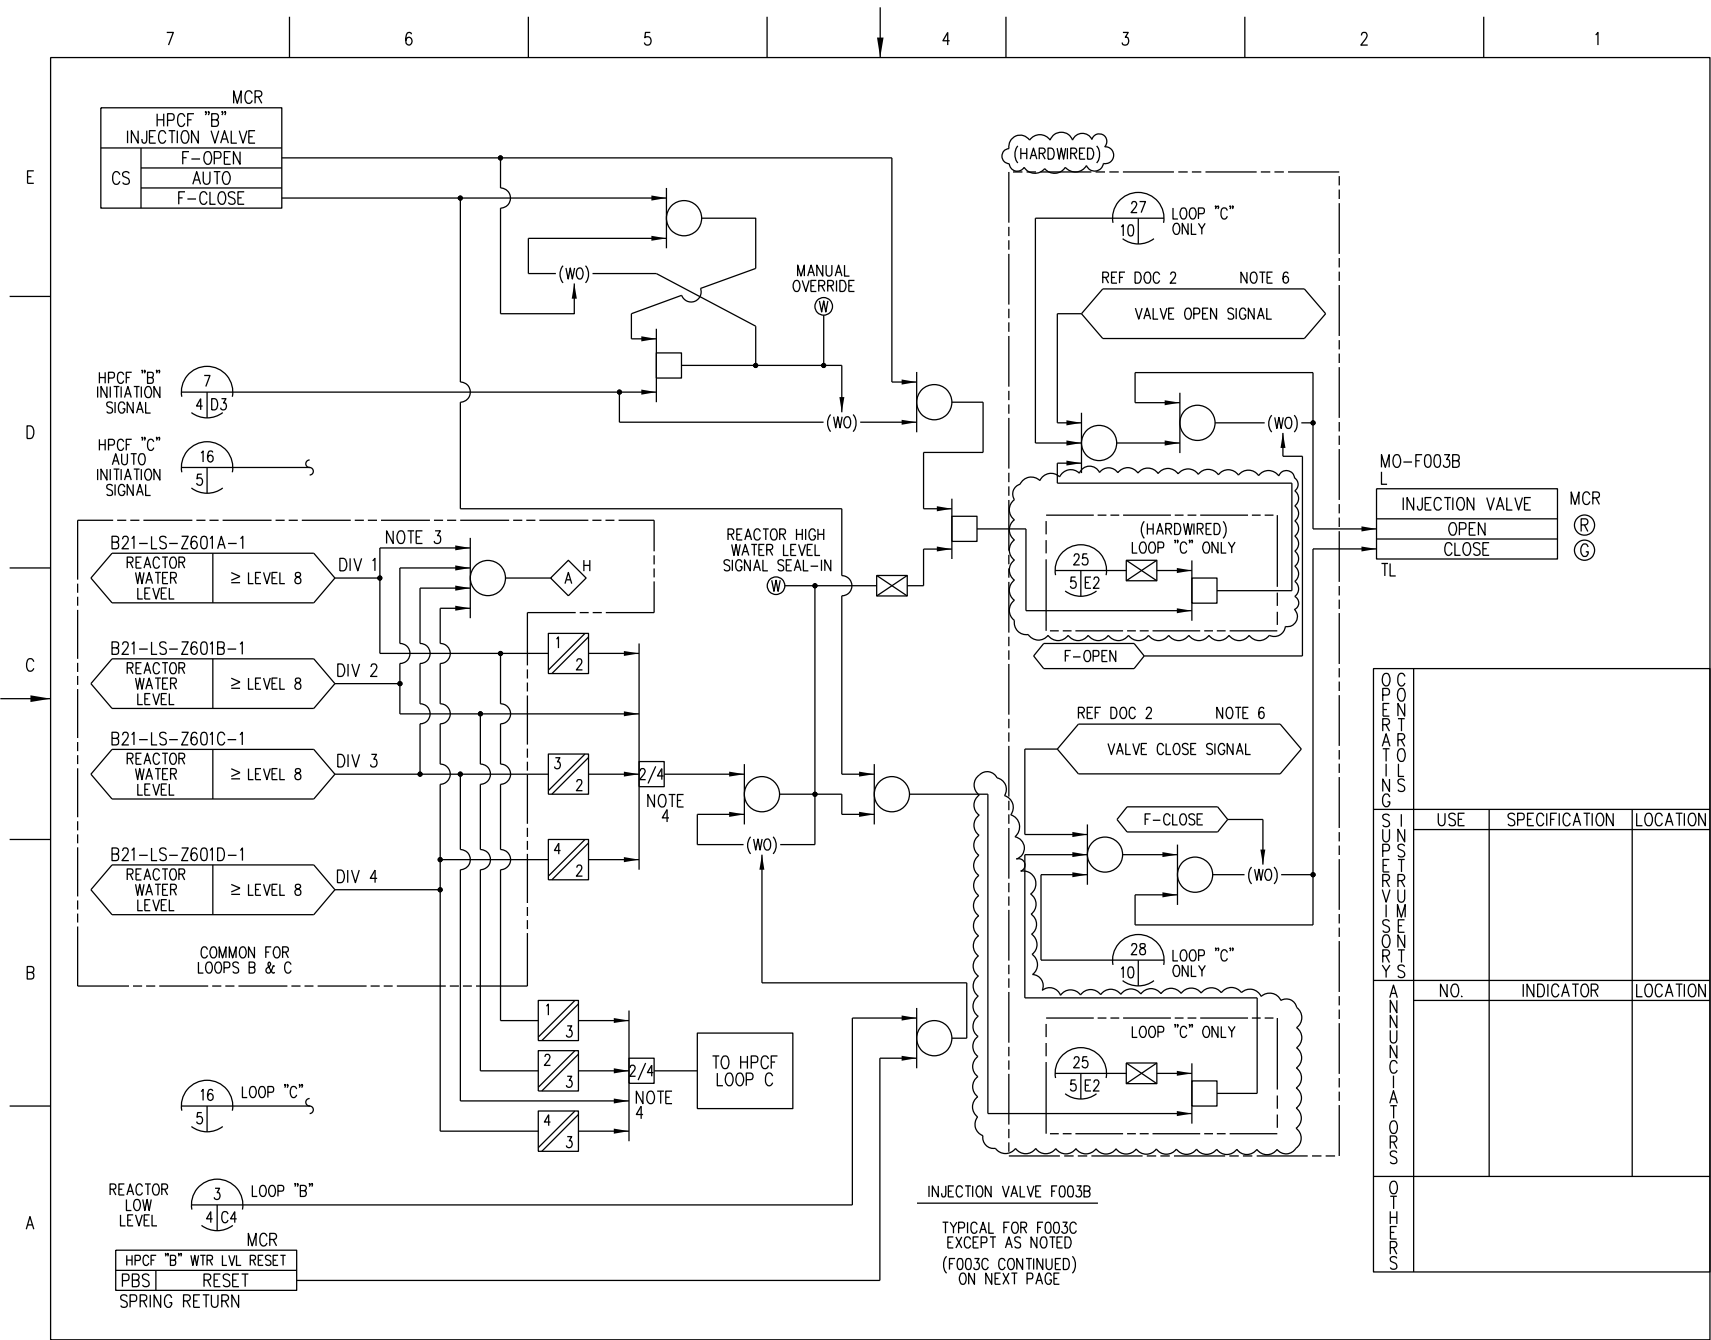 7 6 5 4 3 2 1
E
D
C
B
A
MCR
HPCF "B"
INJECTION VALVE
CS
F-OPEN
AUTO
F-CLOSE
(WO)
MANUAL
OVERRIDE
W
HPCF "B"
INITIATION
SIGNAL
7
4 D3
(WO)
HPCF "C"
AUTO
INITIATION
SIGNAL
16
5
(HARDWIRED)
27
10
LOOP "C"
ONLY
REF DOC 2 NOTE 6
VALVE OPEN SIGNAL
(WO)
MO-F003B
L
INJECTION VALVE
OPEN
CLOSE
TL
MCR
R
G
NOTE 3
B21-LS-Z601A-1
REACTOR
WATER
LEVEL
≥ LEVEL 8
DIV 1
A
H
REACTOR HIGH
WATER LEVEL
SIGNAL SEAL-IN
W
(HARDWIRED)
LOOP "C" ONLY
25
5 E2
F-OPEN
B21-LS-Z601B-1
REACTOR
WATER
LEVEL
≥ LEVEL 8
DIV 2
1
2
B21-LS-Z601C-1
REACTOR
WATER
LEVEL
≥ LEVEL 8
DIV 3
3
2
2/4
NOTE
4
(WO)
B21-LS-Z601D-1
REACTOR
WATER
LEVEL
≥ LEVEL 8
DIV 4
4
2
COMMON FOR
LOOPS B & C
REF DOC 2 NOTE 6
VALVE CLOSE SIGNAL
F-CLOSE
(WO)
28
10
LOOP "C"
ONLY
LOOP "C" ONLY
25
5 E2
1
3
2
3
4
3
2/4
NOTE
4
TO HPCF
LOOP C
16
5
LOOP "C"
REACTOR
LOW
LEVEL
3
4 C4
LOOP "B"
MCR
HPCF "B" WTR LVL RESET
PBS RESET
SPRING RETURN
INJECTION VALVE F003B
TYPICAL FOR F003C
EXCEPT AS NOTED
(F003C CONTINUED)
ON NEXT PAGE
OPERATING
CONTROLS
SUPERVISORY
INSTRUMENTS
USE SPECIFICATION LOCATION
ANNUNCIATORS
NO. INDICATOR LOCATION
OTHERS